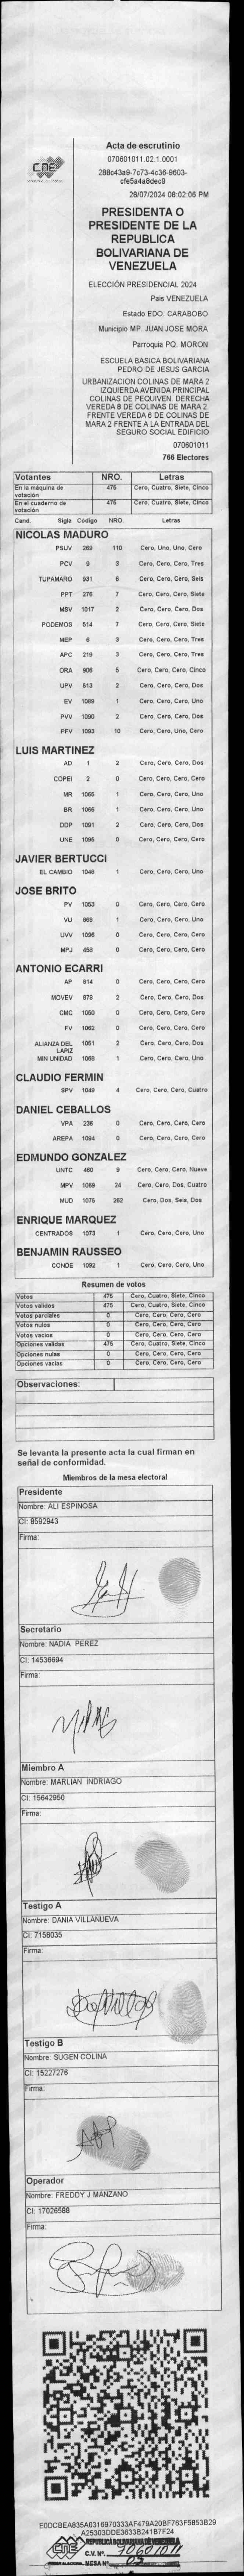 CNE
Acta de escrutinio
070601011.02.1.0001
288c43a9-7c73-4c36-9603-
cfe5a4a8dec9
28/07/2024 08:02:06 PM
PRESIDENTA O
PRESIDENTE DE LA
REPUBLICA
BOLIVARIANA DE
VENEZUELA
ELECCIÓN PRESIDENCIAL 2024
Pais VENEZUELA
Estado EDO. CARABOBO
Municipio MP. JUAN JOSE MORA
Parroquia PQ. MORON
ESCUELA BASICA BOLIVARIANA
PEDRO DE JESUS GARCIA
URBANIZACION COLINAS DE MARA 2
IZQUIERDA AVENIDA PRINCIPAL
COLINAS DE PEQUIVEN. DERECHA
VEREDA 8 DE COLINAS DE MARA 2.
FRENTE VEREDA 6 DE COLINAS DE
MARA 2 FRENTE A LA ENTRADA DEL
SEGURO SOCIAL EDIFICIO
070601011
766 Electores
Votantes NRO. Letras
En la máquina de votación 475 Cero, Cuatro, Siete, Cinco
En el cuaderno de votación 475 Cero, Cuatro, Siete, Cinco
Cand. Sigla Codigo NRO. Letras
NICOLAS MADURO
PSUV 269 110 Cero, Uno, Uno, Cero
PCV 9 3 Cero, Cero, Cero, Tres
TUPAMARO 931 6 Cero, Cero, Cero, Seis
PPT 276 7 Cero, Cero, Cero, Siete
MSV 1017 2 Cero, Cero, Cero, Dos
PODEMOS 514 7 Cero, Cero, Cero, Siete
MEP 6 3 Cero, Cero, Cero, Tres
APC 219 3 Cero, Cero, Cero, Tres
ORA 906 5 Cero, Cero, Cero, Cinco
UPV 513 2 Cero, Cero, Cero, Dos
EV 1089 1 Cero, Cero, Cero, Uno
PVV 1090 2 Cero, Cero, Cero, Dos
PFV 1093 10 Cero, Cero, Uno, Cero
LUIS MARTINEZ
AD 1 2 Cero, Cero, Cero, Dos
COPEI 2 0 Cero, Cero, Cero, Cero
MR 1065 1 Cero, Cero, Cero, Uno
BR 1066 1 Cero, Cero, Cero, Uno
DDP 1091 2 Cero, Cero, Cero, Dos
UNE 1095 0 Cero, Cero, Cero, Cero
JAVIER BERTUCCI
EL CAMBIO 1048 1 Cero, Cero, Cero, Uno
JOSE BRITO
PV 1053 0 Cero, Cero, Cero, Cero
VU 668 1 Cero, Cero, Cero, Uno
UVV 1096 0 Cero, Cero, Cero, Cero
MPJ 458 0 Cero, Cero, Cero, Cero
ANTONIO ECARRI
AP 914 0 Cero, Cero, Cero, Cero
MOVEV 978 2 Cero, Cero, Cero, Dos
CMC 1050 0 Cero, Cero, Cero, Cero
FV 1062 0 Cero, Cero, Cero, Cero
ALIANZA DEL LAPIZ 1051 2 Cero, Cero, Cero, Dos
MIN UNIDAD 1068 1 Cero, Cero, Cero, Uno
CLAUDIO FERMIN
SPV 1049 4 Cero, Cero, Cero, Cuatro
DANIEL CEBALLOS
VPA 236 0 Cero, Cero, Cero, Cero
AREPA 1094 0 Cero, Cero, Cero, Cero
EDMUNDO GONZALEZ
UNTC 460 9 Cero, Cero, Cero, Nueve
MPV 1069 24 Cero, Cero, Dos, Cuatro
MUD 1075 262 Cero, Dos, Seis, Dos
ENRIQUE MARQUEZ
CENTRADOS 1073 1 Cero, Cero, Cero, Uno
BENJAMIN RAUSSEO
CONDE 1092 1 Cero, Cero, Cero, Uno
Resumen de votos
Votos 475 Cero, Cuatro, Siete, Cinco
Votos validos 475 Cero, Cuatro, Siete, Cinco
Votos parciales 0 Cero, Cero, Cero, Cero
Votos nulos 0 Cero, Cero, Cero, Cero
Votos vacios 0 Cero, Cero, Cero, Cero
Opciones validas 475 Cero, Cuatro, Siete, Cinco
Opciones nulas 0 Cero, Cero, Cero, Cero
Opciones vacias 0 Cero, Cero, Cero, Cero
Observaciones:
Se levanta la presente acta la cual firman en
señal de conformidad.
Miembros de la mesa electoral
Presidente
Nombre: ALI ESPINOSA
CI: 8592943
Firma:
Secretario
Nombre: NADIA PEREZ
CI: 14536694
Firma:
Miembro A
Nombre: MARLIAN INDRIAGO
CI: 15642950
Firma:
Testigo A
Nombre: DANIA VILLANUEVA
CI: 7156035
Firma:
Testigo B
Nombre: SUGEN COLINA
CI: 15227276
Firma:
Operador
Nombre: FREDDY J MANZANO
CI: 17026588
Firma:
E0DCBEA835A0316970333AF479A20BF763F5853B29
A25303DDE3633B241B7F24
CNE REPUBLICA BOLIVARIANA DE VENEZUELA
C.V. Nº. 70601011
MESA Nº 02